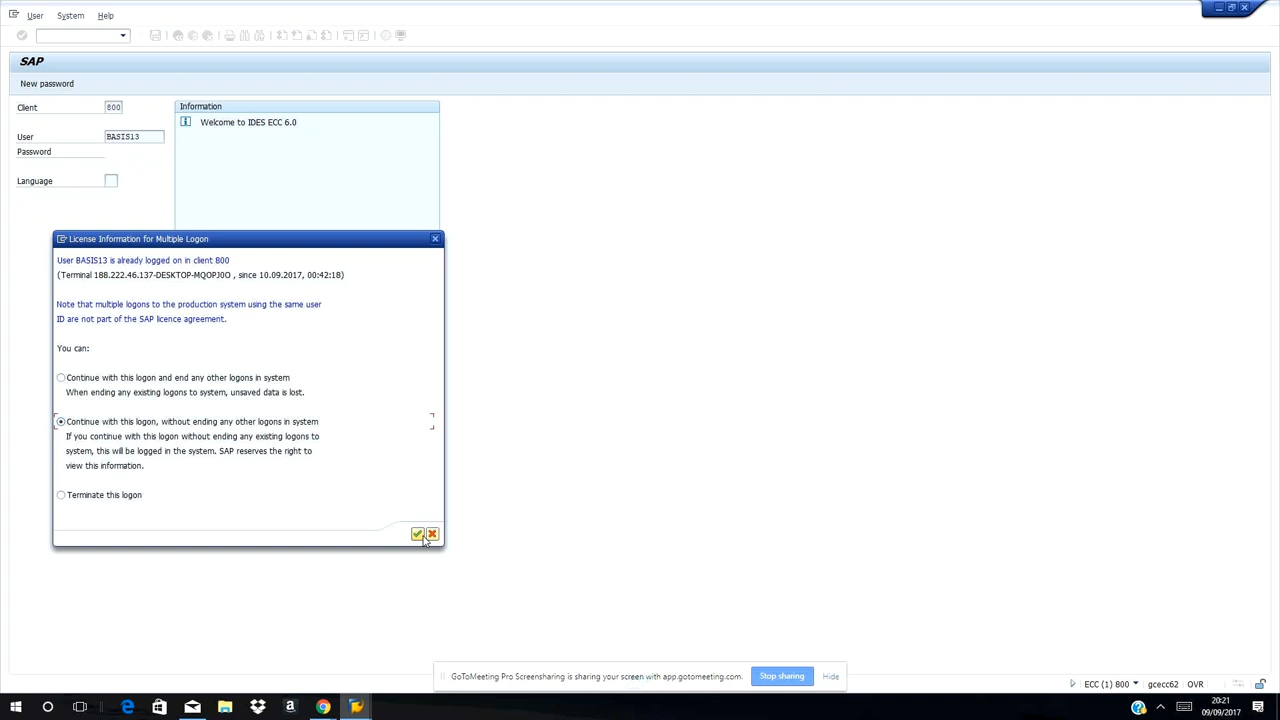 User System Help
SAP
New password
Client 800
User BASIS13
Password
Language
Information
Welcome to IDES ECC 6.0
License Information for Multiple Logon
User BASIS13 is already logged on in client 800
(Terminal 188.222.46.137-DESKTOP-MQOPJ0O , since 10.09.2017, 00:42:18)
Note that multiple logons to the production system using the same user
ID are not part of the SAP licence agreement.
You can:
Continue with this logon and end any other logons in system
When ending any existing logons to system, unsaved data is lost.
Continue with this logon, without ending any other logons in system
If you continue with this logon without ending any existing logons to
system, this will be logged in the system. SAP reserves the right to
view this information.
Terminate this logon
GoToMeeting Pro Screensharing is sharing your screen with app.gotomeeting.com. Stop sharing Hide
ECC (1) 800 gcecc62 OVR
20:21
09/09/2017